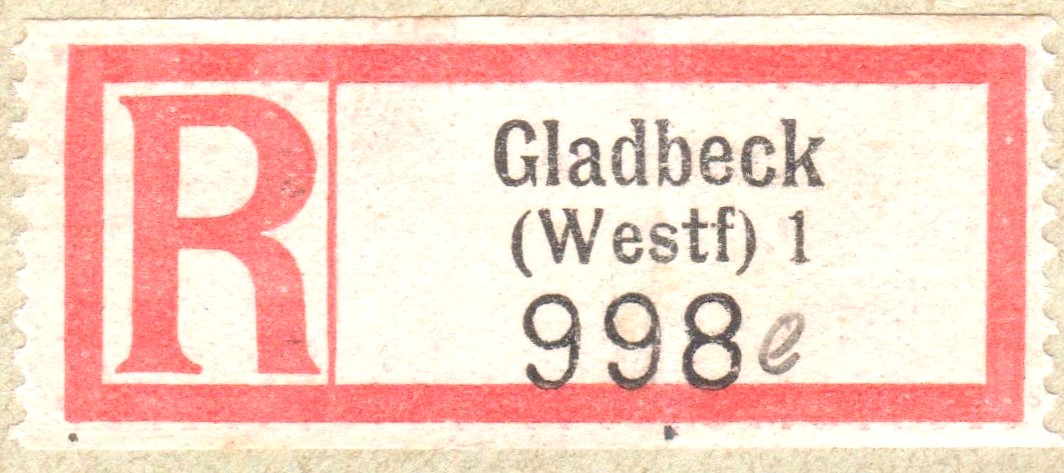 R
Gladbeck
(Westf) 1
998e